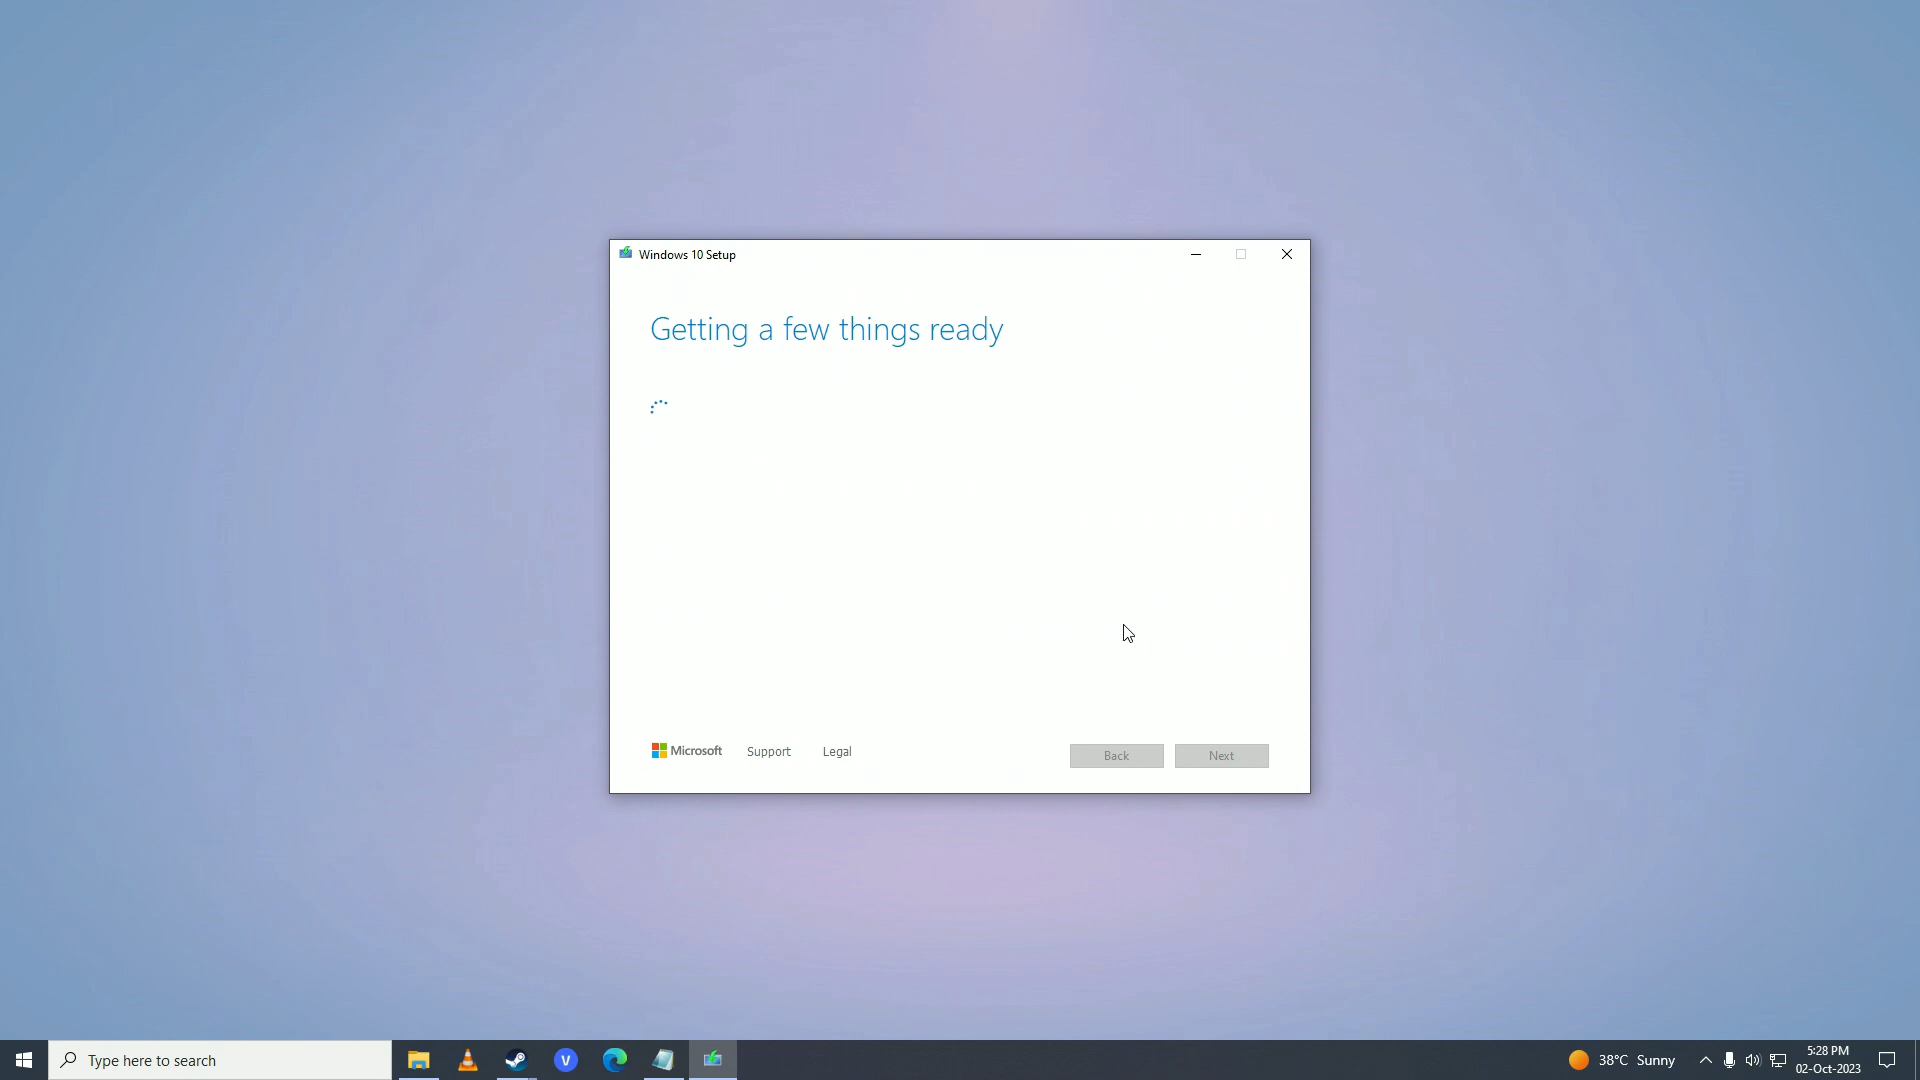 Windows 10 Setup
Getting a few things ready
Microsoft
Support
Legal
Back
Next
Type here to search
V
38°C Sunny
5:28 PM
02-Oct-2023